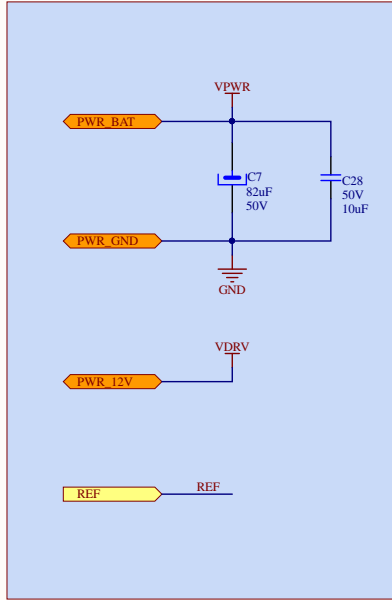 VPWR
PWR_BAT
C7
82uF
50V
C28
50V
10uF
PWR_GND
GND
VDRV
PWR_12V
REF
REF